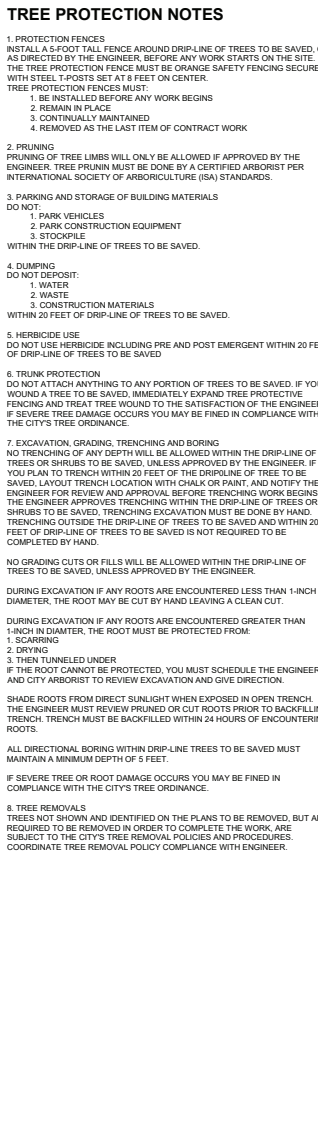 TREE PROTECTION NOTES
1. PROTECTION FENCES
INSTALL A 5-FOOT TALL FENCE AROUND DRIP-LINE OF TREES TO BE SAVED,
AS DIRECTED BY THE ENGINEER, BEFORE ANY WORK STARTS ON THE SITE.
THE TREE PROTECTION FENCE MUST BE ORANGE SAFETY FENCING SECURE
WITH STEEL T-POSTS SET AT 8 FEET ON CENTER.
TREE PROTECTION FENCES MUST:
1. BE INSTALLED BEFORE ANY WORK BEGINS
2. REMAIN IN PLACE
3. CONTINUALLY MAINTAINED
4. REMOVED AS THE LAST ITEM OF CONTRACT WORK
2. PRUNING
PRUNING OF TREE LIMBS WILL ONLY BE ALLOWED IF APPROVED BY THE
ENGINEER. TREE PRUNIN MUST BE DONE BY A CERTIFIED ARBORIST PER
INTERNATIONAL SOCIETY OF ARBORICULTURE (ISA) STANDARDS.
3. PARKING AND STORAGE OF BUILDING MATERIALS
DO NOT:
1. PARK VEHICLES
2. PARK CONSTRUCTION EQUIPMENT
3. STOCKPILE
WITHIN THE DRIP-LINE OF TREES TO BE SAVED.
4. DUMPING
DO NOT DEPOSIT:
1. WATER
2. WASTE
3. CONSTRUCTION MATERIALS
WITHIN 20 FEET OF DRIP-LINE OF TREES TO BE SAVED.
5. HERBICIDE USE
DO NOT USE HERBICIDE INCLUDING PRE AND POST EMERGENT WITHIN 20 FE
OF DRIP-LINE OF TREES TO BE SAVED
6. TRUNK PROTECTION
DO NOT ATTACH ANYTHING TO ANY PORTION OF TREES TO BE SAVED. IF YOU
WOUND A TREE TO BE SAVED, IMMEDIATELY EXPAND TREE PROTECTIVE
FENCING AND TREAT TREE WOUND TO THE SATISFACTION OF THE ENGINEER
IF SEVERE TREE DAMAGE OCCURS YOU MAY BE FINED IN COMPLIANCE WITH
THE CITY'S TREE ORDINANCE.
7. EXCAVATION, GRADING, TRENCHING AND BORING
NO TRENCHING OF ANY DEPTH WILL BE ALLOWED WITHIN THE DRIP-LINE OF
TREES OR SHRUBS TO BE SAVED, UNLESS APPROVED BY THE ENGINEER. IF
YOU PLAN TO TRENCH WITHIN 20 FEET OF THE DRIP0LINE OF TREE TO BE
SAVED, LAYOUT TRENCH LOCATION WITH CHALK OR PAINT, AND NOTIFY THE
ENGINEER FOR REVIEW AND APPROVAL BEFORE TRENCHING WORK BEGINS
THE ENGINEER APPROVES TRENCHING WITHIN THE DRIP-LINE OF TREES OR
SHRUBS TO BE SAVED, TRENCHING EXCAVATION MUST BE DONE BY HAND.
TRENCHING OUTSIDE THE DRIP-LINE OF TREES TO BE SAVED AND WITHIN 20
FEET OF DRIP-LINE OF TREES TO BE SAVED IS NOT REQUIRED TO BE
COMPLETED BY HAND.
NO GRADING CUTS OR FILLS WILL BE ALLOWED WITHIN THE DRIP-LINE OF
TREES TO BE SAVED, UNLESS APPROVED BY THE ENGINEER.
DURING EXCAVATION IF ANY ROOTS ARE ENCOUNTERED LESS THAN 1-INCH
DIAMETER, THE ROOT MAY BE CUT BY HAND LEAVING A CLEAN CUT.
DURING EXCAVATION IF ANY ROOTS ARE ENCOUNTERED GREATER THAN
1-INCH IN DIAMTER, THE ROOT MUST BE PROTECTED FROM:
1. SCARRING
2. DRYING
3. THEN TUNNELED UNDER
IF THE ROOT CANNOT BE PROTECTED, YOU MUST SCHEDULE THE ENGINEER
AND CITY ARBORIST TO REVIEW EXCAVATION AND GIVE DIRECTION.
SHADE ROOTS FROM DIRECT SUNLIGHT WHEN EXPOSED IN OPEN TRENCH.
THE ENGINEER MUST REVIEW PRUNED OR CUT ROOTS PRIOR TO BACKFILLIN
TRENCH. TRENCH MUST BE BACKFILLED WITHIN 24 HOURS OF ENCOUNTERIN
ROOTS.
ALL DIRECTIONAL BORING WITHIN DRIP-LINE TREES TO BE SAVED MUST
MAINTAIN A MINIMUM DEPTH OF 5 FEET.
IF SEVERE TREE OR ROOT DAMAGE OCCURS YOU MAY BE FINED IN
COMPLIANCE WITH THE CITY'S TREE ORDINANCE.
8. TREE REMOVALS
TREES NOT SHOWN AND IDENTIFIED ON THE PLANS TO BE REMOVED, BUT A
REQUIRED TO BE REMOVED IN ORDER TO COMPLETE THE WORK, ARE
SUBJECT TO THE CITY'S TREE REMOVAL POLICIES AND PROCEDURES.
COORDINATE TREE REMOVAL POLICY COMPLIANCE WITH ENGINEER.